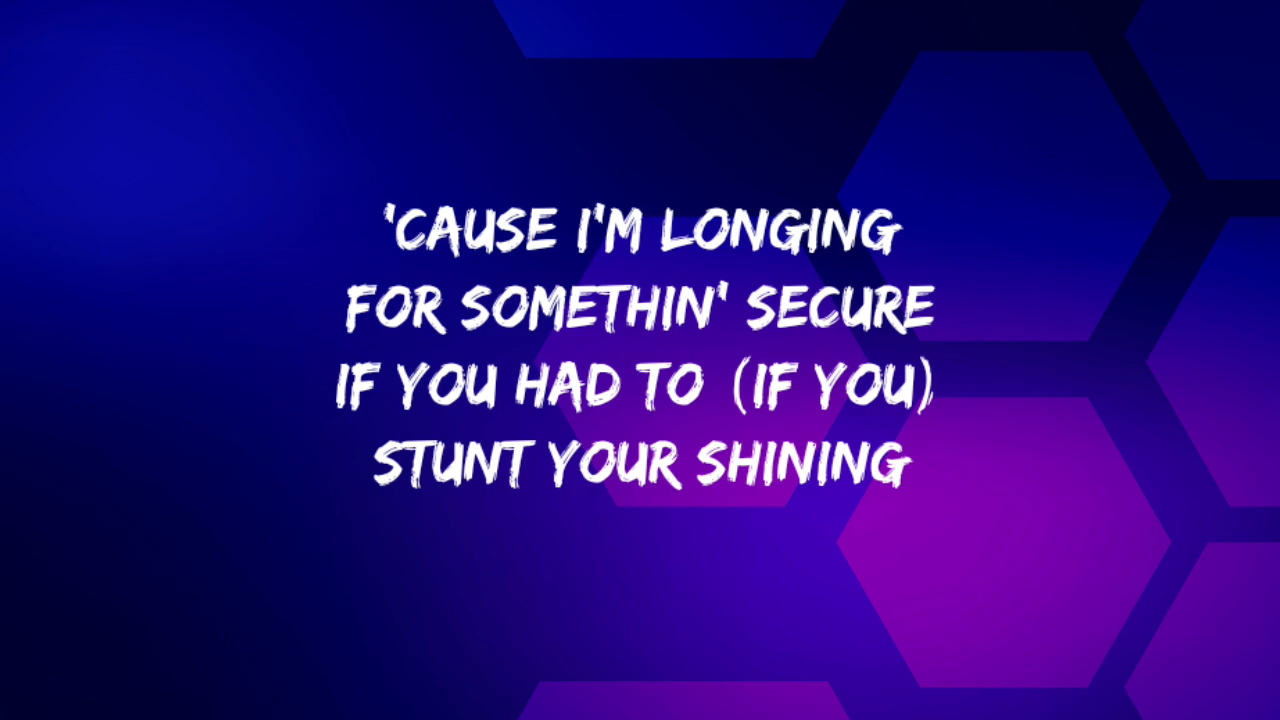 'CAUSE I'M LONGING
FOR SOMETHIN' SECURE
IF YOU HAD TO (IF YOU)
STUNT YOUR SHINING